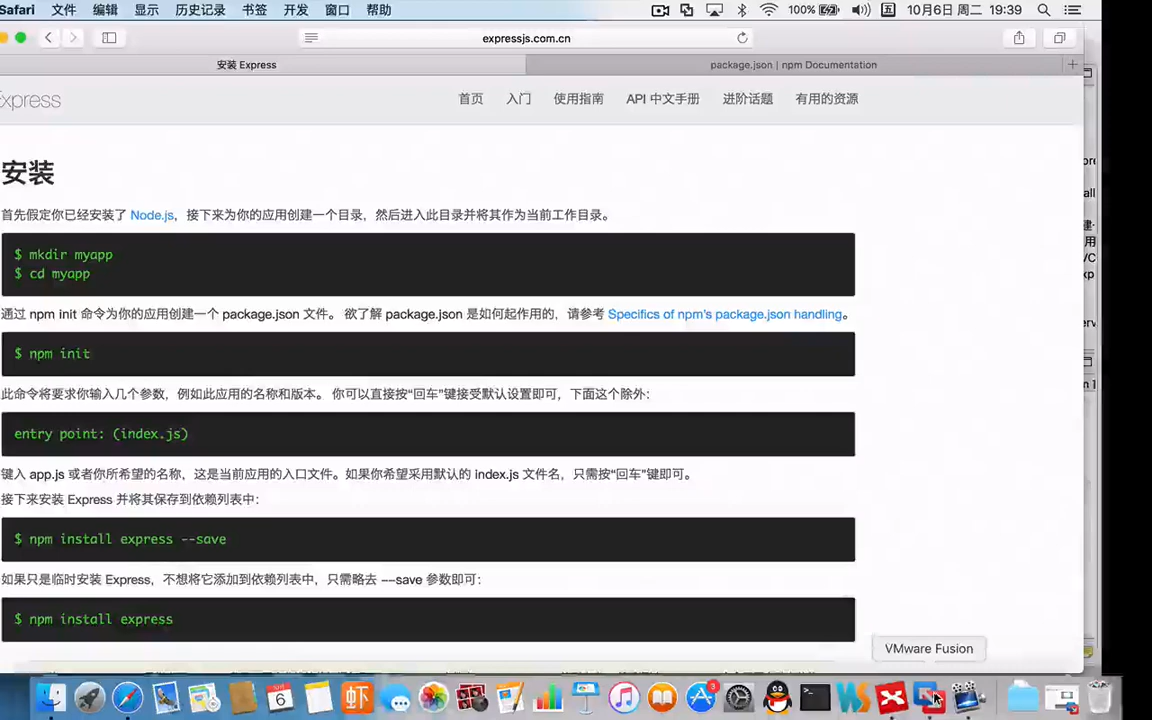 Safari 文件 编辑 显示 历史记录 书签 开发 窗口 帮助 100% 五 10月6日 周二 19:39
expressjs.com.cn
安装 Express
package.json | npm Documentation
Express 首页 入门 使用指南 API 中文手册 进阶话题 有用的资源
安装
首先假定你已经安装了 Node.js，接下来为你的应用创建一个目录，然后进入此目录并将其作为当前工作目录。
$ mkdir myapp
$ cd myapp
通过 npm init 命令为你的应用创建一个 package.json 文件。 欲了解 package.json 是如何起作用的，请参考 Specifics of npm's package.json handling。
$ npm init
此命令将要求你输入几个参数，例如此应用的名称和版本。 你可以直接按“回车”键接受默认设置即可，下面这个除外：
entry point: (index.js)
键入 app.js 或者你所希望的名称，这是当前应用的入口文件。如果你希望采用默认的 index.js 文件名，只需按“回车”键即可。
接下来安装 Express 并将其保存到依赖列表中：
$ npm install express --save
如果只是临时安装 Express，不想将它添加到依赖列表中，只需略去 --save 参数即可：
$ npm install express
VMware Fusion
6
虾
3